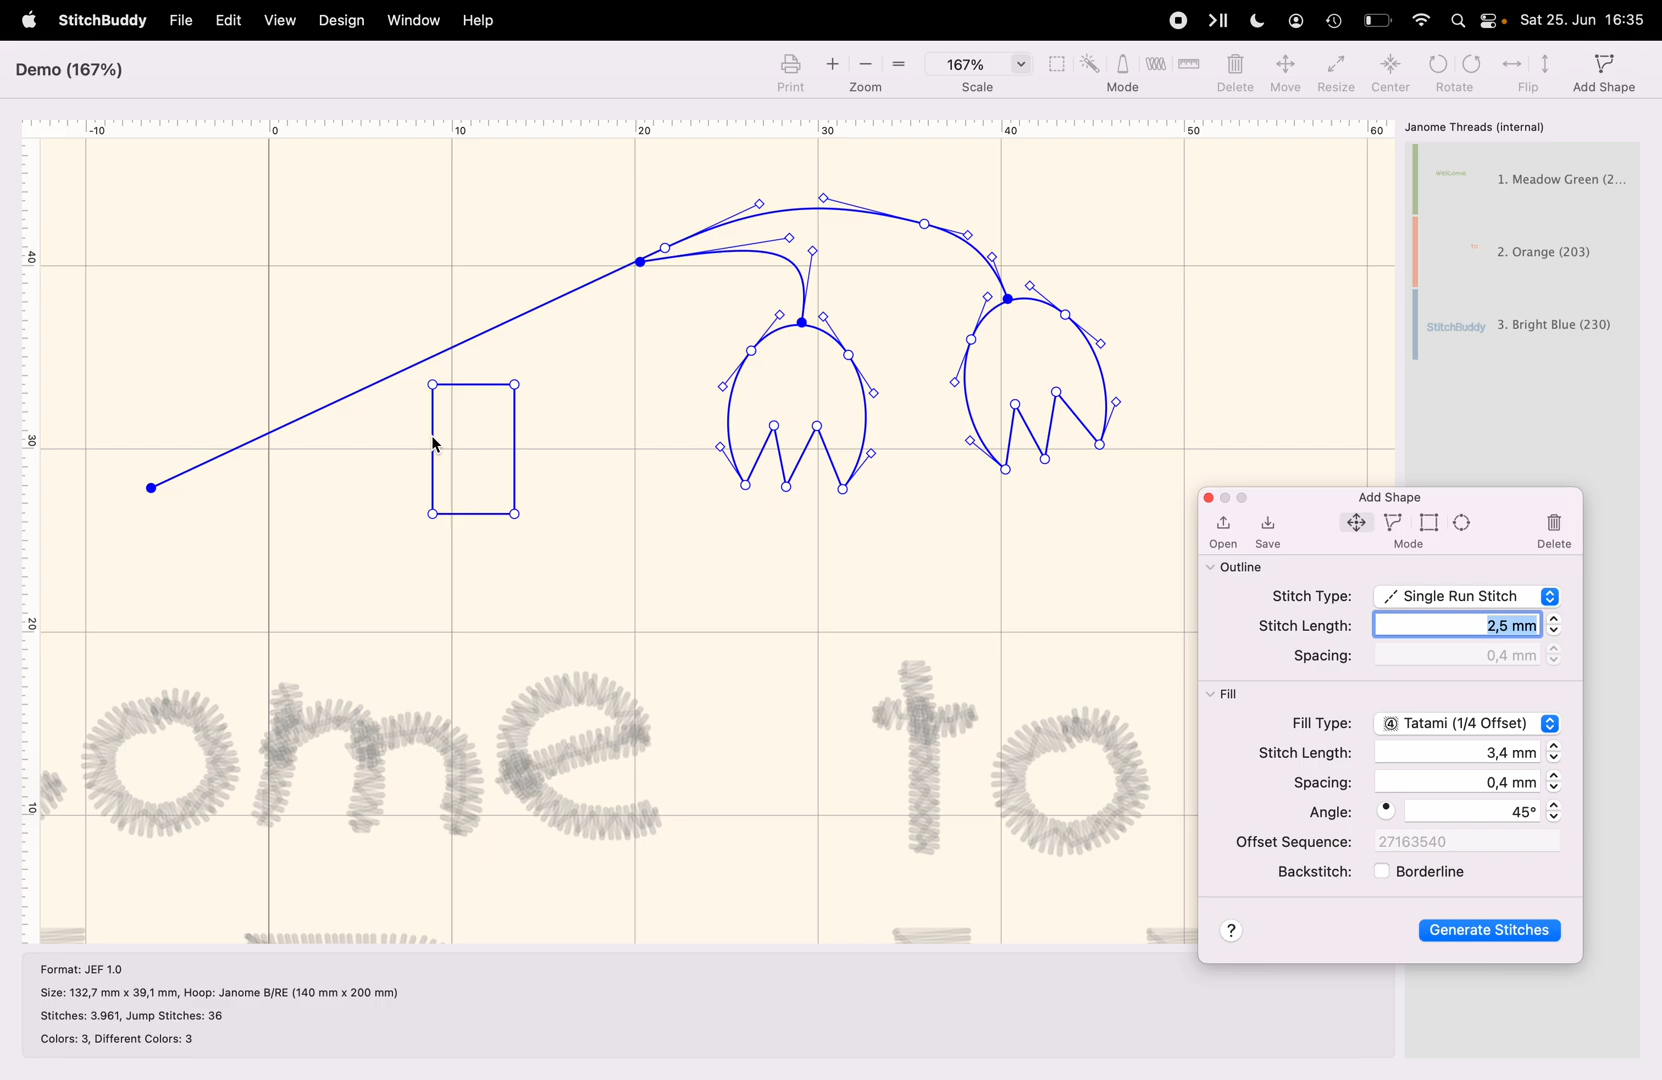 StitchBuddy File Edit View Design Window Help Sat 25. Jun 16:35
Demo (167%)
167%
Print Zoom Scale Mode Delete Move Resize Center Rotate Flip Add Shape
-10 0 10 20 30 40 50 60
40
30
20
10
Janome Threads (internal)
Welcome 1. Meadow Green (2...
To 2. Orange (203)
StitchBuddy 3. Bright Blue (230)
ome to
Add Shape
Open Save Mode Delete
Outline
Stitch Type: Single Run Stitch
Stitch Length: 2,5 mm
Spacing: 0,4 mm
Fill
Fill Type: 4 Tatami (1/4 Offset)
Stitch Length: 3,4 mm
Spacing: 0,4 mm
Angle: 45°
Offset Sequence: 27163540
Backstitch: Borderline
? Generate Stitches
Format: JEF 1.0
Size: 132,7 mm x 39,1 mm, Hoop: Janome B/RE (140 mm x 200 mm)
Stitches: 3.961, Jump Stitches: 36
Colors: 3, Different Colors: 3